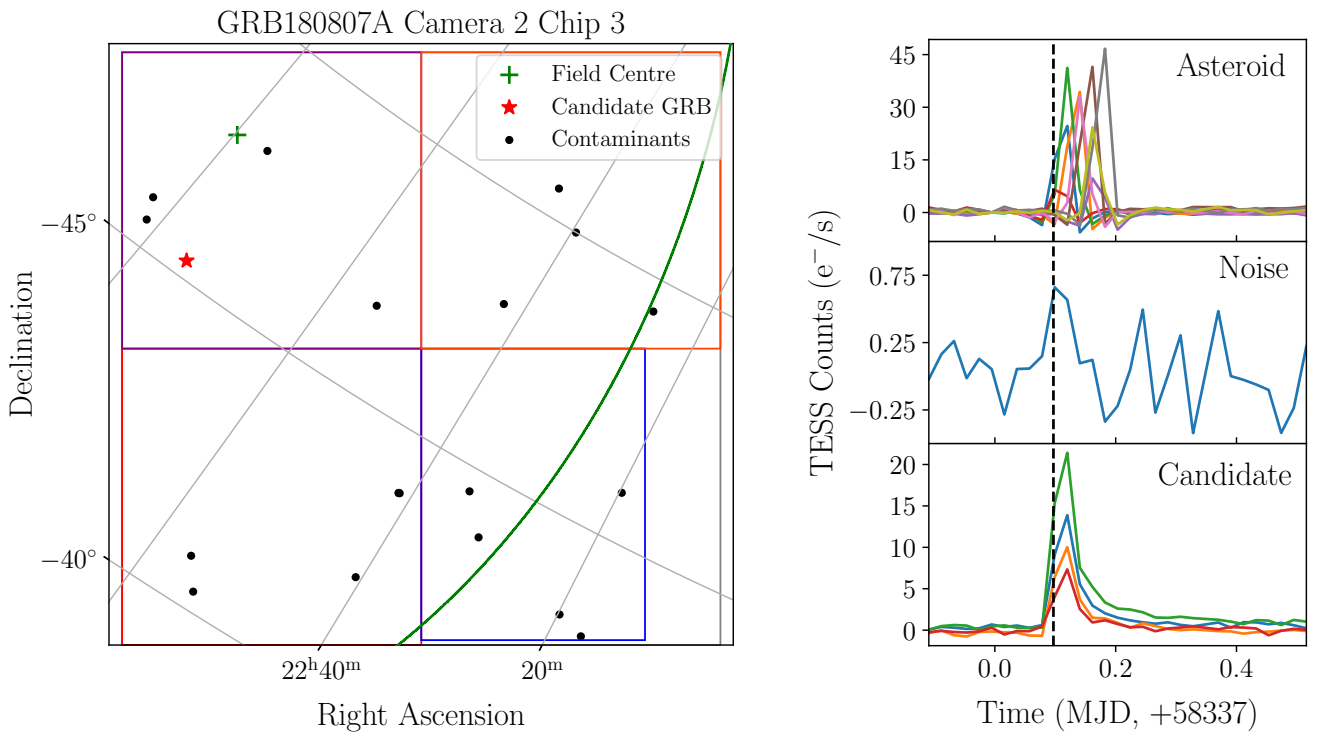 GRB180807A Camera 2 Chip 3
Field Centre
Candidate GRB
Contaminants
−45°
−40°
Declination
22ʰ40ᵐ
20ᵐ
Right Ascension
TESS Counts (e⁻/s)
Asteroid
45
30
15
0
Noise
0.75
0.25
−0.25
Candidate
20
15
10
5
0
0.0
0.2
0.4
Time (MJD, +58337)